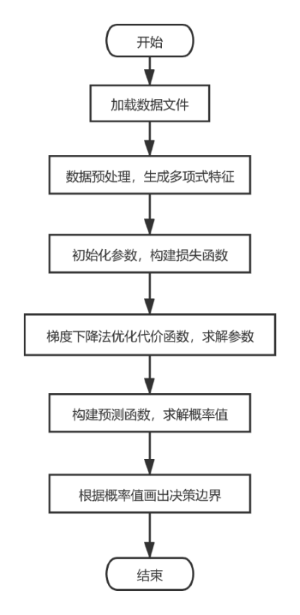 开始
加载数据文件
数据预处理，生成多项式特征
初始化参数，构建损失函数
梯度下降法优化代价函数，求解参数
构建预测函数，求解概率值
根据概率值画出决策边界
结束